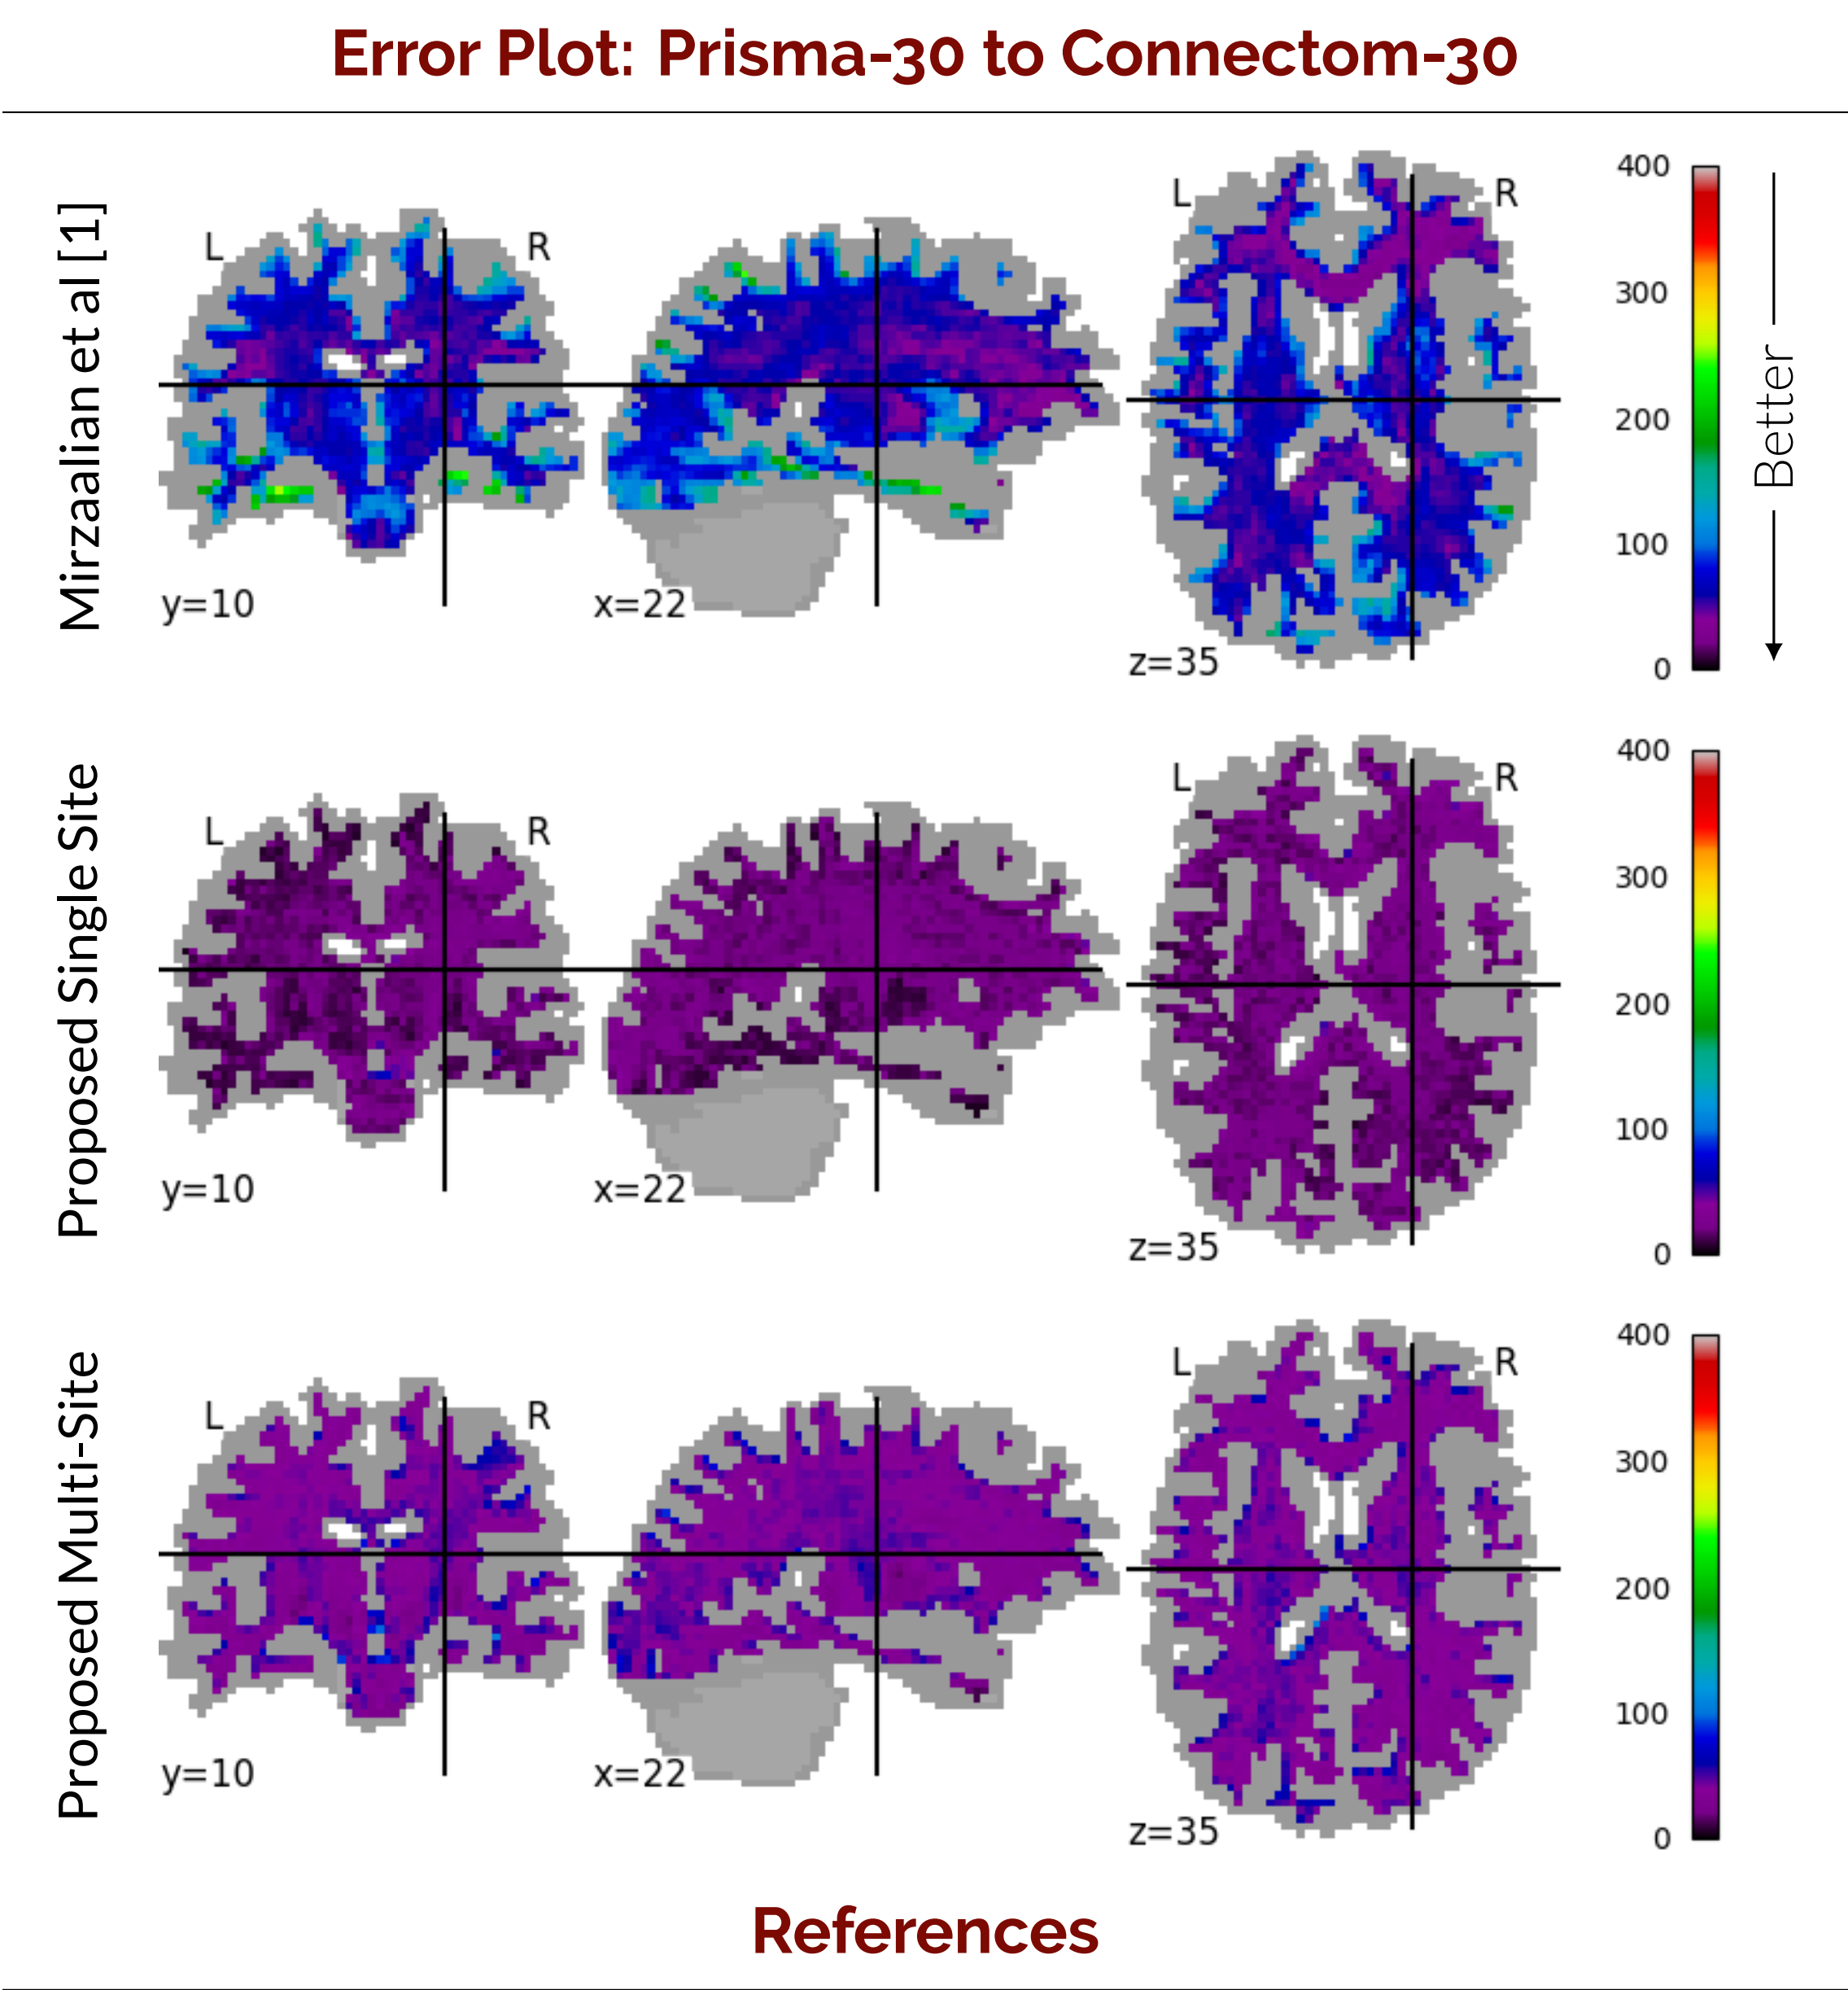 Error Plot: Prisma-30 to Connectom-30
Mirzaalian et al [1]
L
R
y=10
x=22
L
R
z=35
400
300
200
100
0
Better
Proposed Single Site
L
R
y=10
x=22
L
R
z=35
400
300
200
100
0
Proposed Multi-Site
L
R
y=10
x=22
L
R
z=35
400
300
200
100
0
References